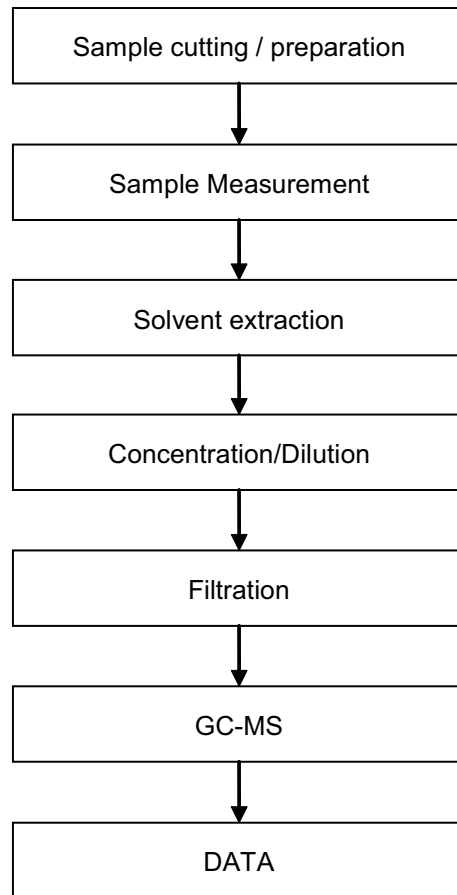 Sample cutting / preparation
Sample Measurement
Solvent extraction
Concentration/Dilution
Filtration
GC-MS
DATA